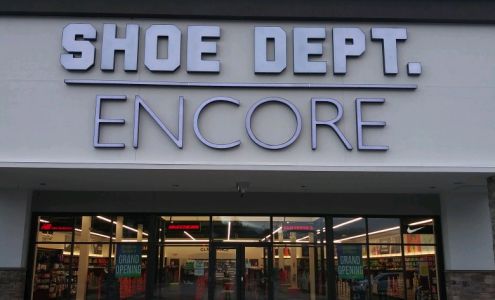 SHOE DEPT.
ENCORE
GRAND
OPENING
GRAND
OPENING